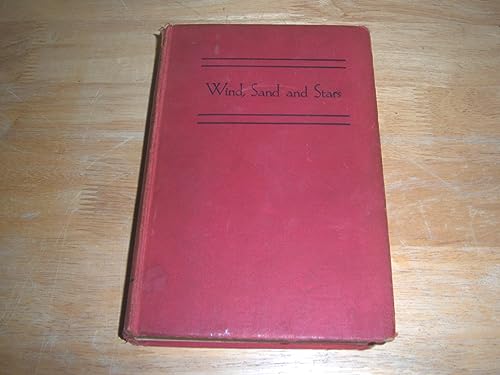 Wind, Sand and Stars